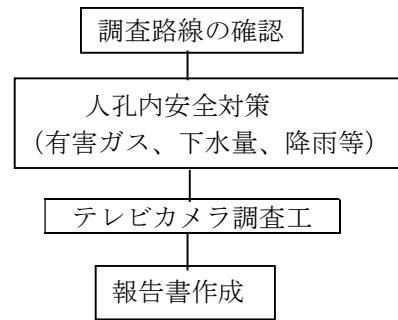 調査路線の確認
人孔内安全対策
（有害ガス、下水量、降雨等）
テレビカメラ調査工
報告書作成